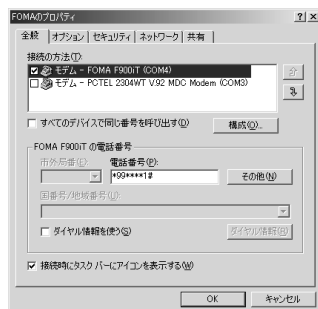 FOMAのプロパティ
全般 オプション セキュリティ ネットワーク 共有
接続の方法(T):
モデム - FOMA F900iT (COM4)
モデム - PCTEL 2304WT V.92 MDC Modem (COM3)
すべてのデバイスで同じ番号を呼び出す(D)
構成(O)...
FOMA F900iT の電話番号
市外局番(E): 電話番号(P):
*99****1# その他(N)
国番号/地域番号(U):
ダイヤル情報を使う(S) ダイヤル情報(R)
接続時にタスク バーにアイコンを表示する(W)
OK キャンセル